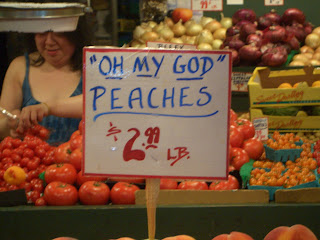 "OH MY GOD"
PEACHES
$2.99 LB.